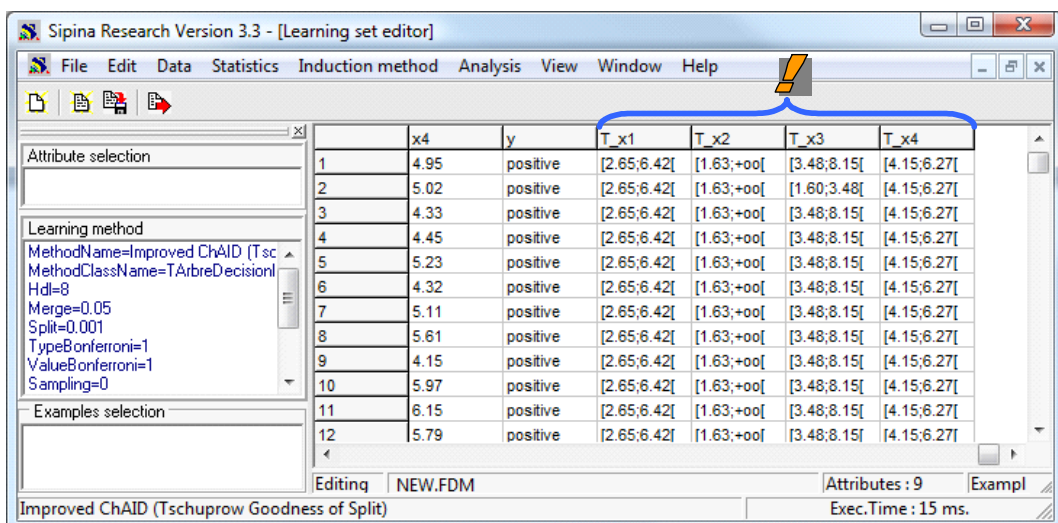 Sipina Research Version 3.3 - [Learning set editor]
File Edit Data Statistics Induction method Analysis View Window Help
Attribute selection
Learning method
MethodName=Improved ChAID (Tsc
MethodClassName=TArbreDecisionI
Hdl=8
Merge=0.05
Split=0.001
TypeBonferroni=1
ValueBonferroni=1
Sampling=0
Examples selection
x4 y T_x1 T_x2 T_x3 T_x4
1 4.95 positive [2.65;6.42[ [1.63;+oo[ [3.48;8.15[ [4.15;6.27[
2 5.02 positive [2.65;6.42[ [1.63;+oo[ [1.60;3.48[ [4.15;6.27[
3 4.33 positive [2.65;6.42[ [1.63;+oo[ [3.48;8.15[ [4.15;6.27[
4 4.45 positive [2.65;6.42[ [1.63;+oo[ [3.48;8.15[ [4.15;6.27[
5 5.23 positive [2.65;6.42[ [1.63;+oo[ [3.48;8.15[ [4.15;6.27[
6 4.32 positive [2.65;6.42[ [1.63;+oo[ [3.48;8.15[ [4.15;6.27[
7 5.11 positive [2.65;6.42[ [1.63;+oo[ [3.48;8.15[ [4.15;6.27[
8 5.61 positive [2.65;6.42[ [1.63;+oo[ [3.48;8.15[ [4.15;6.27[
9 4.15 positive [2.65;6.42[ [1.63;+oo[ [3.48;8.15[ [4.15;6.27[
10 5.97 positive [2.65;6.42[ [1.63;+oo[ [3.48;8.15[ [4.15;6.27[
11 6.15 positive [2.65;6.42[ [1.63;+oo[ [3.48;8.15[ [4.15;6.27[
12 5.79 positive [2.65;6.42[ [1.63;+oo[ [3.48;8.15[ [4.15;6.27[
Editing NEW.FDM Attributes : 9 Exampl
Improved ChAID (Tschuprow Goodness of Split) Exec.Time : 15 ms.